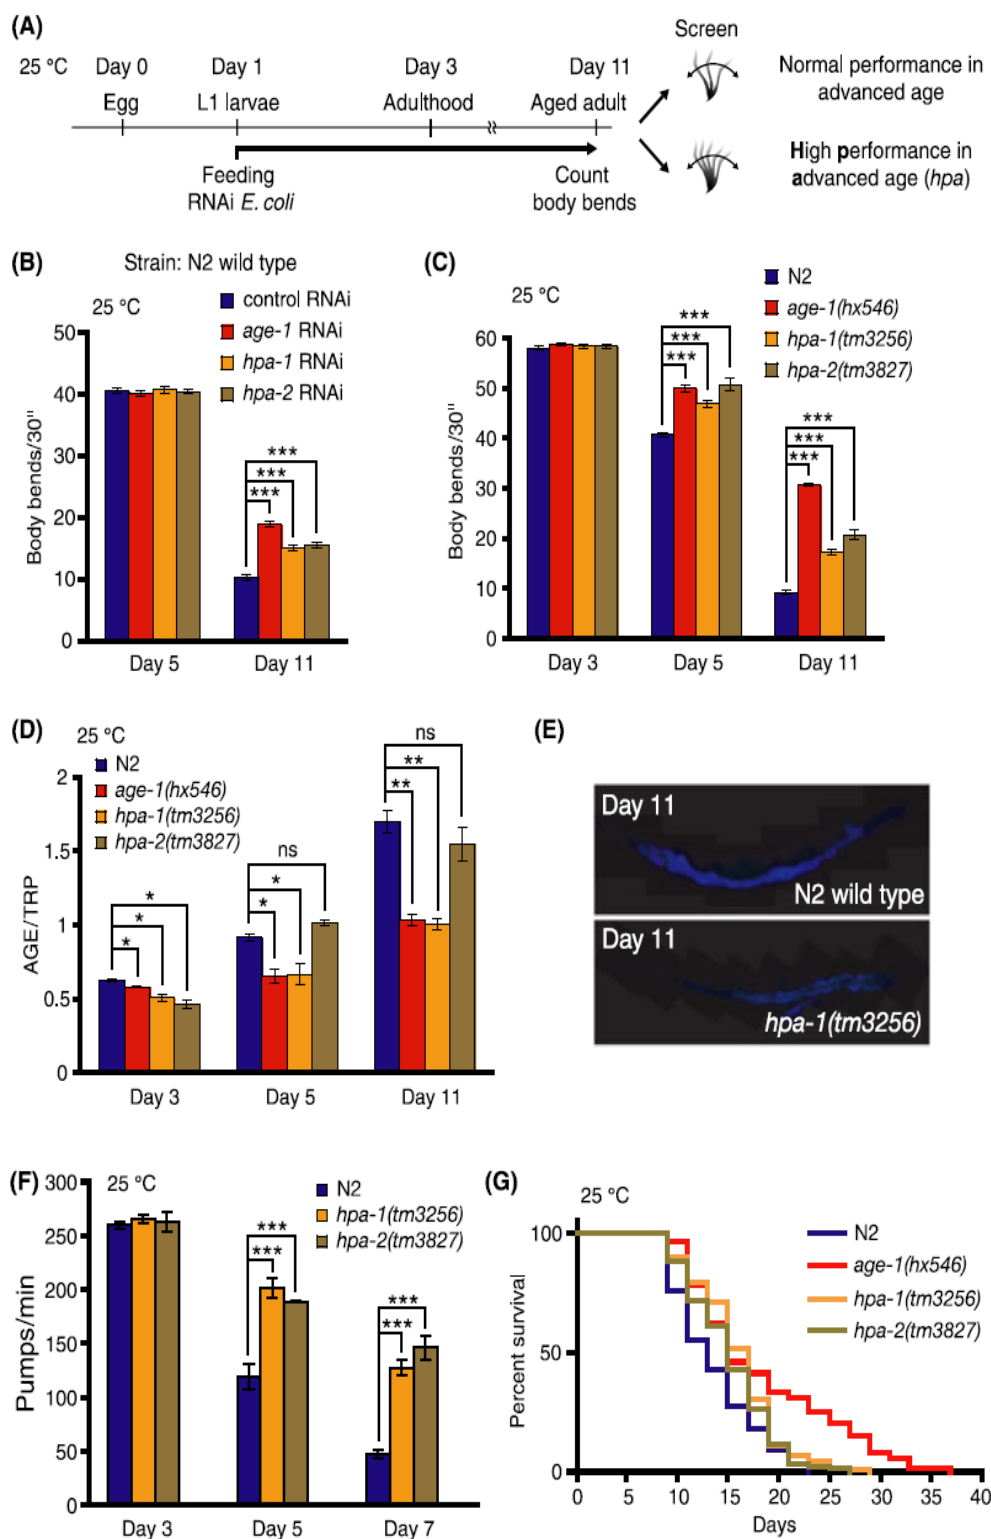 (A)
Screen
25 °C Day 0 Day 1 Day 3 Day 11
Egg L1 larvae Adulthood Aged adult
Normal performance in
advanced age
Feeding
RNAi E. coli
Count
body bends
High performance in
advanced age (hpa)
(B) Strain: N2 wild type
25 °C
control RNAi
age-1 RNAi
hpa-1 RNAi
hpa-2 RNAi
Body bends/30"
50
40
30
20
10
0
***
***
***
Day 5 Day 11
(C)
25 °C
N2
age-1(hx546)
hpa-1(tm3256)
hpa-2(tm3827)
Body bends/30"
60
50
40
30
20
10
0
***
***
***
***
***
***
Day 3 Day 5 Day 11
(D)
25 °C
N2
age-1(hx546)
hpa-1(tm3256)
hpa-2(tm3827)
AGE/TRP
2
1.5
1
0.5
0
*
*
*
ns
*
*
ns
**
**
Day 3 Day 5 Day 11
(E)
Day 11
N2 wild type
Day 11
hpa-1(tm3256)
(F)
25 °C
N2
hpa-1(tm3256)
hpa-2(tm3827)
Pumps/min
300
250
200
150
100
50
0
***
***
***
***
Day 3 Day 5 Day 7
(G)
25 °C
N2
age-1(hx546)
hpa-1(tm3256)
hpa-2(tm3827)
Percent survival
100
50
0
0 5 10 15 20 25 30 35 40
Days